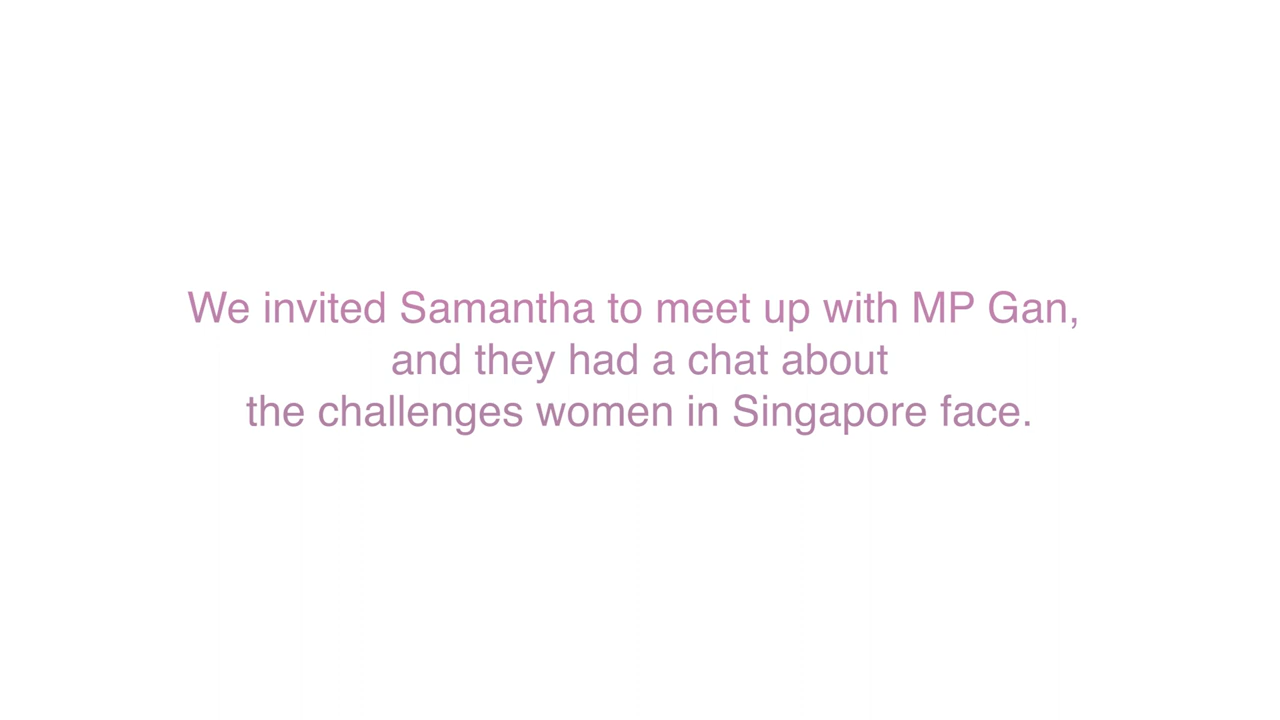 We invited Samantha to meet up with MP Gan,
and they had a chat about
the challenges women in Singapore face.